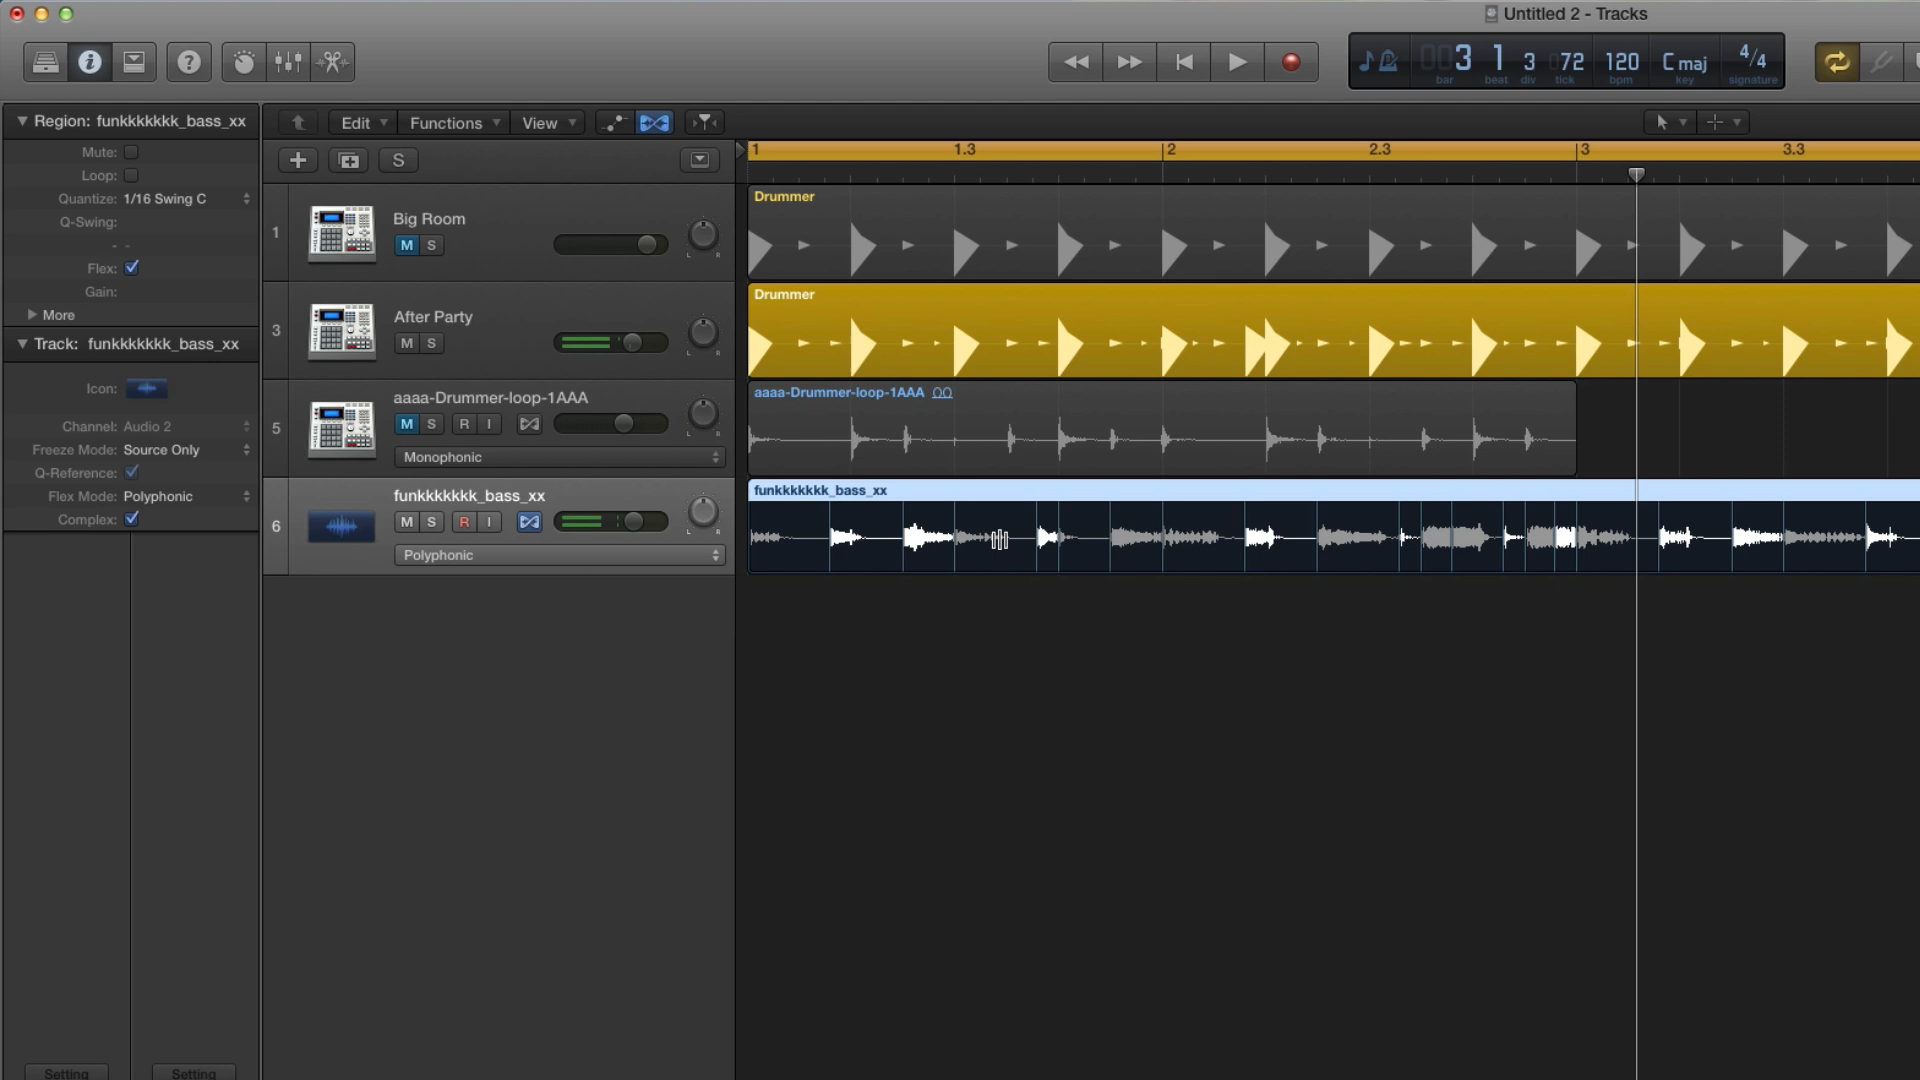 Untitled 2 - Tracks
3 1 3 72 120 C maj 4/4
bar beat div tick bpm key signature
Region: funkkkkkkk_bass_xx
Edit Functions View
Mute:
Loop:
Quantize: 1/16 Swing C
Q-Swing:
Flex:
Gain:
More
Track: funkkkkkkk_bass_xx
Icon:
Channel: Audio 2
Freeze Mode: Source Only
Q-Reference:
Flex Mode: Polyphonic
Complex:
Setting Setting
S
1 1.3 2 2.3 3 3.3
1 Big Room
M S
L R
Drummer
3 After Party
M S
L R
Drummer
5 aaaa-Drummer-loop-1AAA
M S R I
L R
Monophonic
aaaa-Drummer-loop-1AAA
6 funkkkkkkk_bass_xx
M S R I
L R
Polyphonic
funkkkkkkk_bass_xx